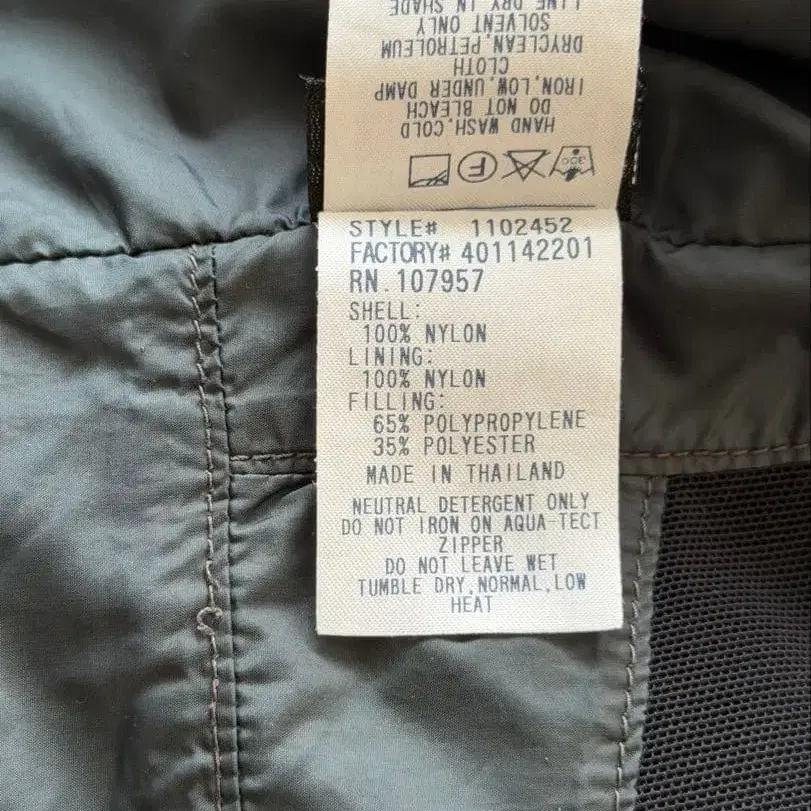 HAND WASH,COLD
DO NOT BLEACH
IRON,LOW,UNDER DAMP
CLOTH
DRYCLEAN,PETROLEUM
SOLVENT ONLY
LINE DRY IN SHADE
STYLE# 1102452
FACTORY# 401142201
RN.107957
SHELL:
100% NYLON
LINING:
100% NYLON
FILLING:
65% POLYPROPYLENE
35% POLYESTER
MADE IN THAILAND
NEUTRAL DETERGENT ONLY
DO NOT IRON ON AQUA-TECT
ZIPPER
DO NOT LEAVE WET
TUMBLE DRY,NORMAL,LOW
HEAT